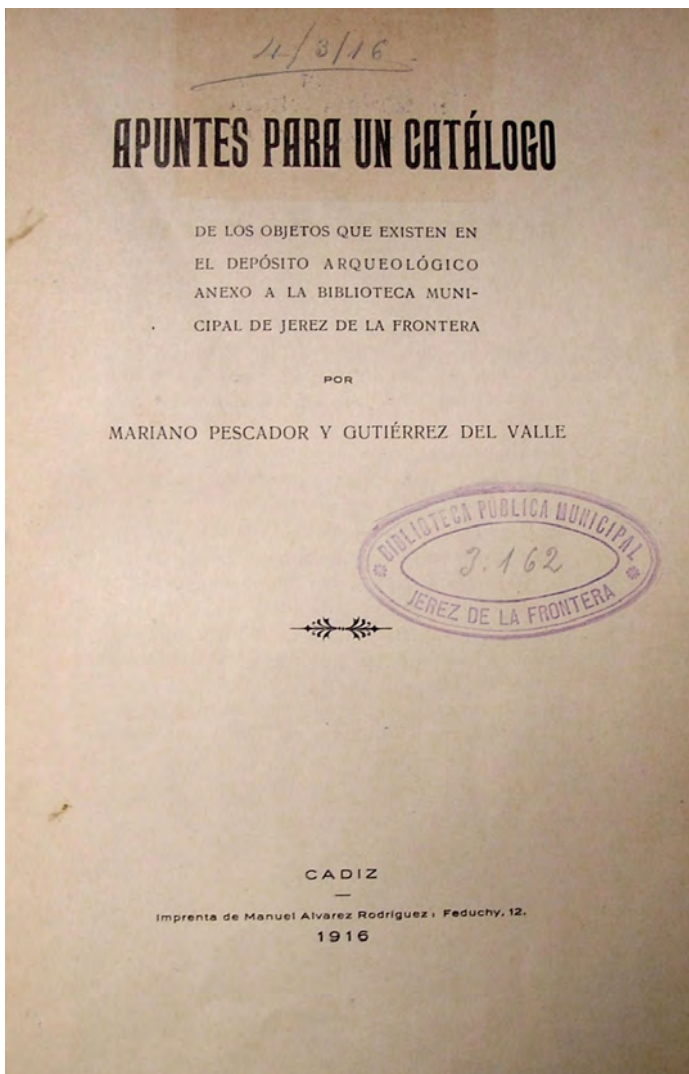 4/3/16
APUNTES PARA UN CATÁLOGO
DE LOS OBJETOS QUE EXISTEN EN
EL DEPÓSITO ARQUEOLÓGICO
ANEXO A LA BIBLIOTECA MUNI-
CIPAL DE JEREZ DE LA FRONTERA
POR
MARIANO PESCADOR Y GUTIÉRREZ DEL VALLE
BIBLIOTECA PÚBLICA MUNICIPAL
J.162
JEREZ DE LA FRONTERA
CADIZ
Imprenta de Manuel Alvarez Rodríguez, Feduchy, 12.
1916